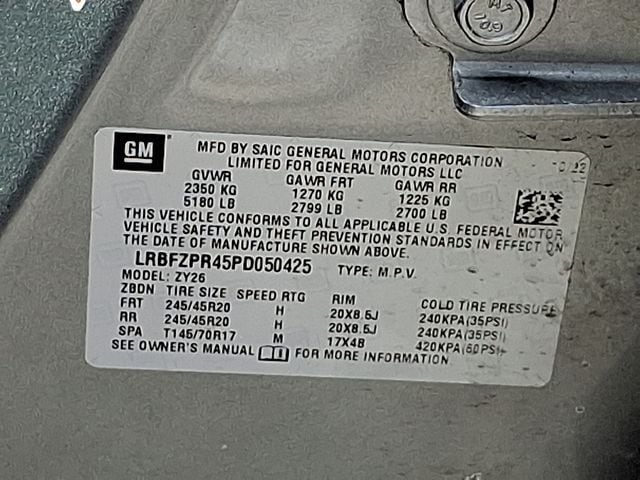 GM
MFD BY SAIC GENERAL MOTORS CORPORATION
LIMITED FOR GENERAL MOTORS LLC
10/22
GVWR GAWR FRT GAWR RR
2350 KG 1270 KG 1225 KG
5180 LB 2799 LB 2700 LB
THIS VEHICLE CONFORMS TO ALL APPLICABLE U.S. FEDERAL MOTOR
VEHICLE SAFETY AND THEFT PREVENTION STANDARDS IN EFFECT ON
THE DATE OF MANUFACTURE SHOWN ABOVE.
LRBFZPR45PD050425 TYPE: M.P.V.
MODEL: ZY26
ZBDN TIRE SIZE SPEED RTG RIM COLD TIRE PRESSURE
FRT 245/45R20 H 20X8.5J 240KPA(35PSI)
RR 245/45R20 H 20X8.5J 240KPA(35PSI)
SPA T145/70R17 M 17X4B 420KPA(60PSI)
SEE OWNER'S MANUAL FOR MORE INFORMATION